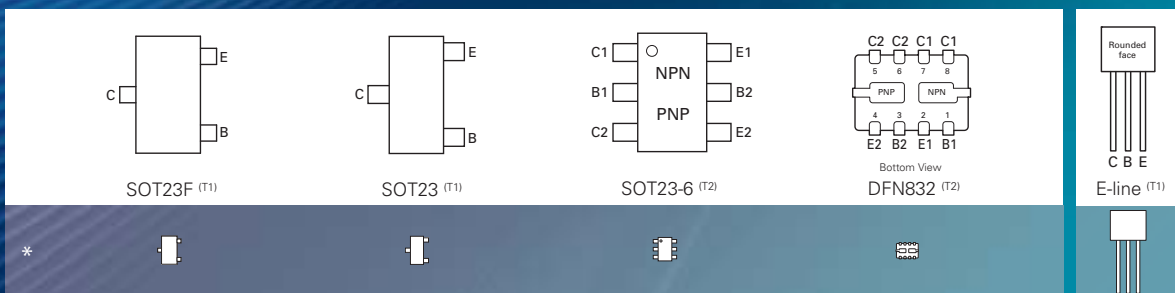 C
E
B
SOT23F (T1)
C
E
B
SOT23 (T1)
C1
B1
C2
NPN
PNP
E1
B2
E2
SOT23-6 (T2)
C2 C2 C1 C1
5 6 7 8
PNP NPN
4 3 2 1
E2 B2 E1 B1
Bottom View
DFN832 (T2)
Rounded
face
C B E
E-line (T1)
*